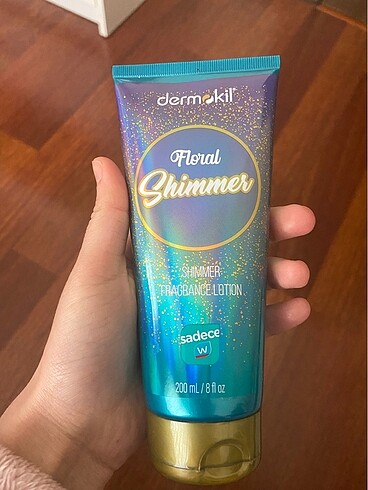 dermokil
Floral
Shimmer
SHIMMER
FRAGRANCE LOTION
sadece
W
200 mL / 8 fl oz